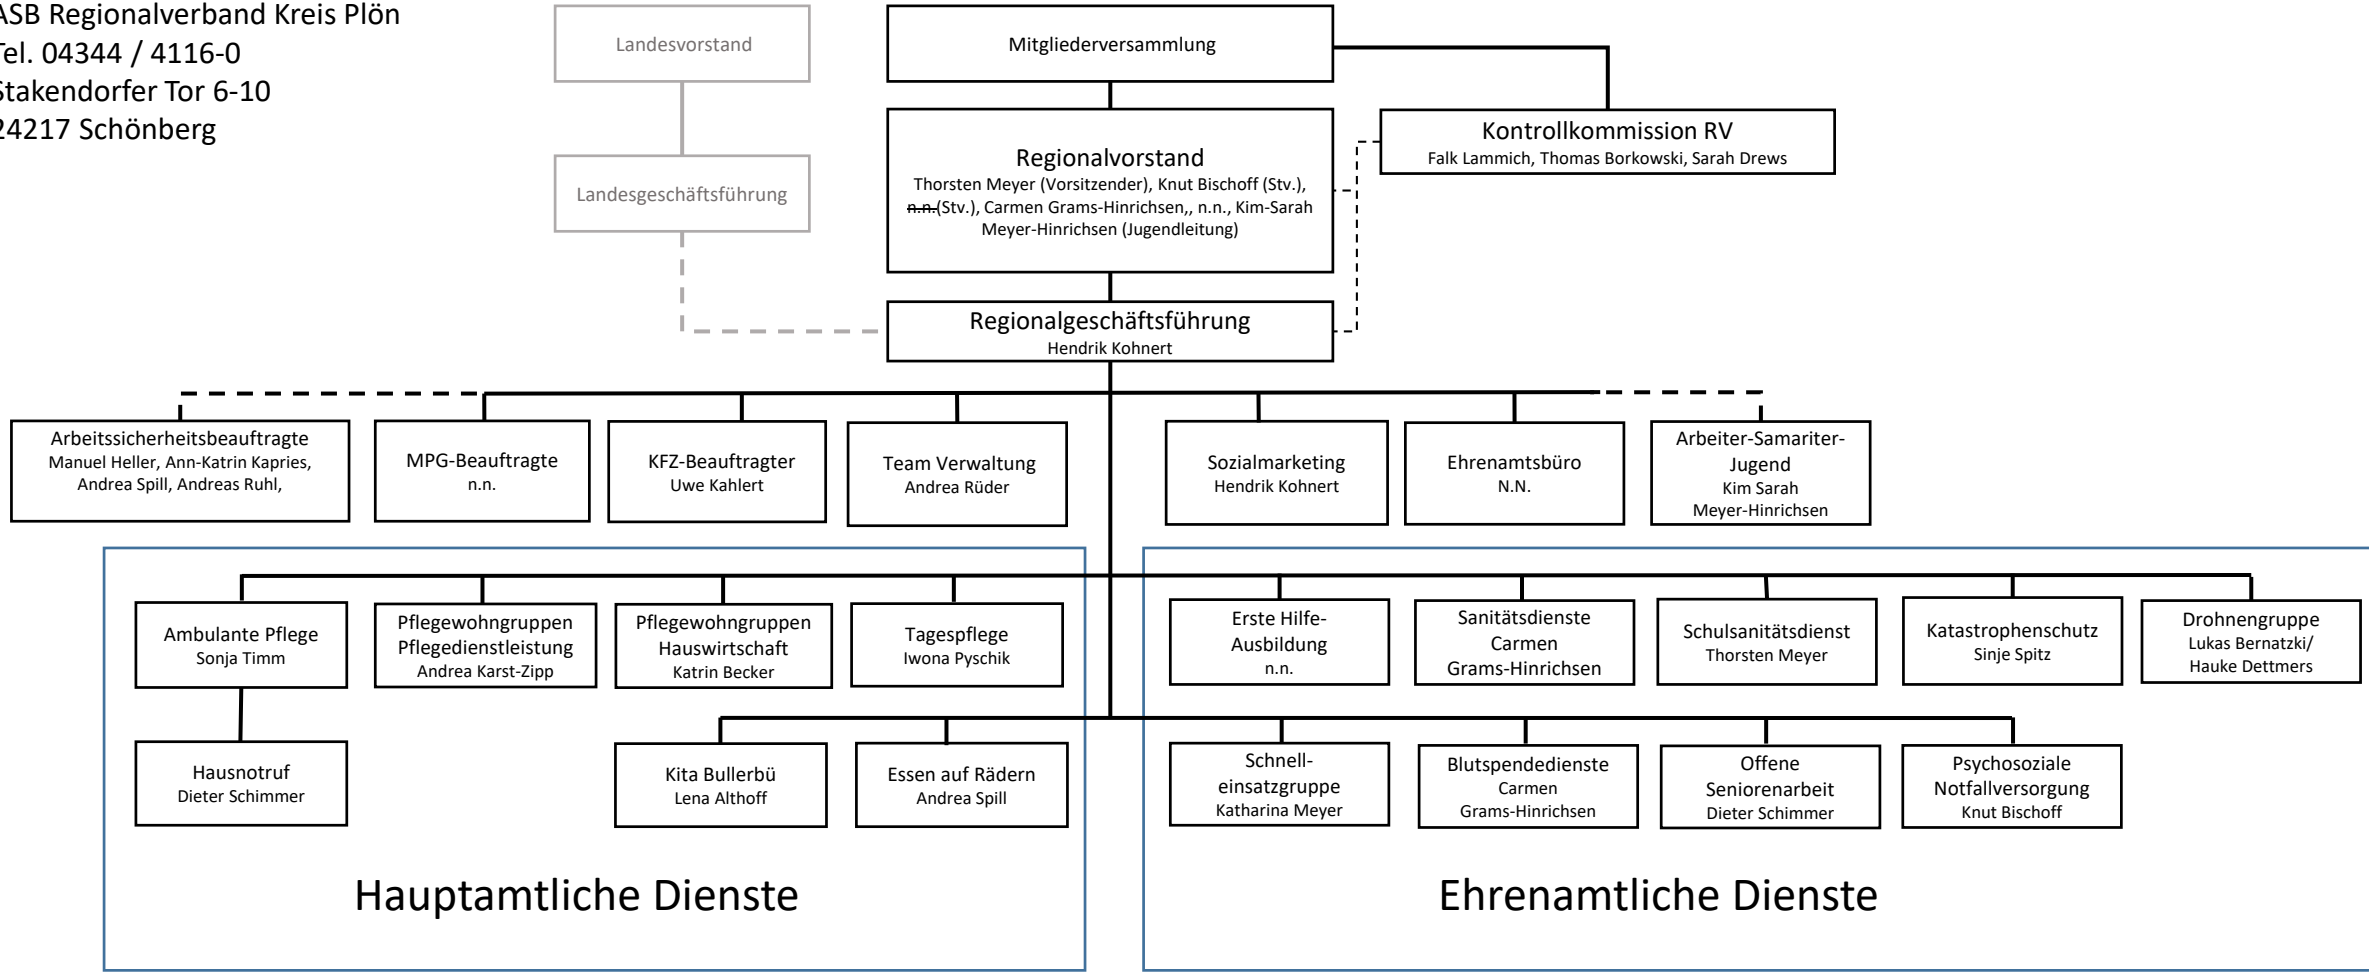 ASB Regionalverband Kreis Plön
Tel. 04344 / 4116-0
Stakendorfer Tor 6-10
24217 Schönberg
Landesvorstand
Mitgliederversammlung
Kontrollkommission RV
Falk Lammich, Thomas Borkowski, Sarah Drews
Regionalvorstand
Thorsten Meyer (Vorsitzender), Knut Bischoff (Stv.),
n.n.(Stv.), Carmen Grams-Hinrichsen,, n.n., Kim-Sarah
Meyer-Hinrichsen (Jugendleitung)
Landesgeschäftsführung
Regionalgeschäftsführung
Hendrik Kohnert
Arbeitssicherheitsbeauftragte
Manuel Heller, Ann-Katrin Kapries,
Andrea Spill, Andreas Ruhl,
MPG-Beauftragte
n.n.
KFZ-Beauftragter
Uwe Kahlert
Team Verwaltung
Andrea Rüder
Sozialmarketing
Hendrik Kohnert
Ehrenamtsbüro
N.N.
Arbeiter-Samariter-
Jugend
Kim Sarah
Meyer-Hinrichsen
Ambulante Pflege
Sonja Timm
Pflegewohngruppen
Pflegedienstleistung
Andrea Karst-Zipp
Pflegewohngruppen
Hauswirtschaft
Katrin Becker
Tagespflege
Iwona Pyschik
Erste Hilfe-
Ausbildung
n.n.
Sanitätsdienste
Carmen
Grams-Hinrichsen
Schulsanitätsdienst
Thorsten Meyer
Katastrophenschutz
Sinje Spitz
Drohnengruppe
Lukas Bernatzki/
Hauke Dettmers
Hausnotruf
Dieter Schimmer
Kita Bullerbü
Lena Althoff
Essen auf Rädern
Andrea Spill
Schnell-
einsatzgruppe
Katharina Meyer
Blutspendedienste
Carmen
Grams-Hinrichsen
Offene
Seniorenarbeit
Dieter Schimmer
Psychosoziale
Notfallversorgung
Knut Bischoff
Hauptamtliche Dienste
Ehrenamtliche Dienste